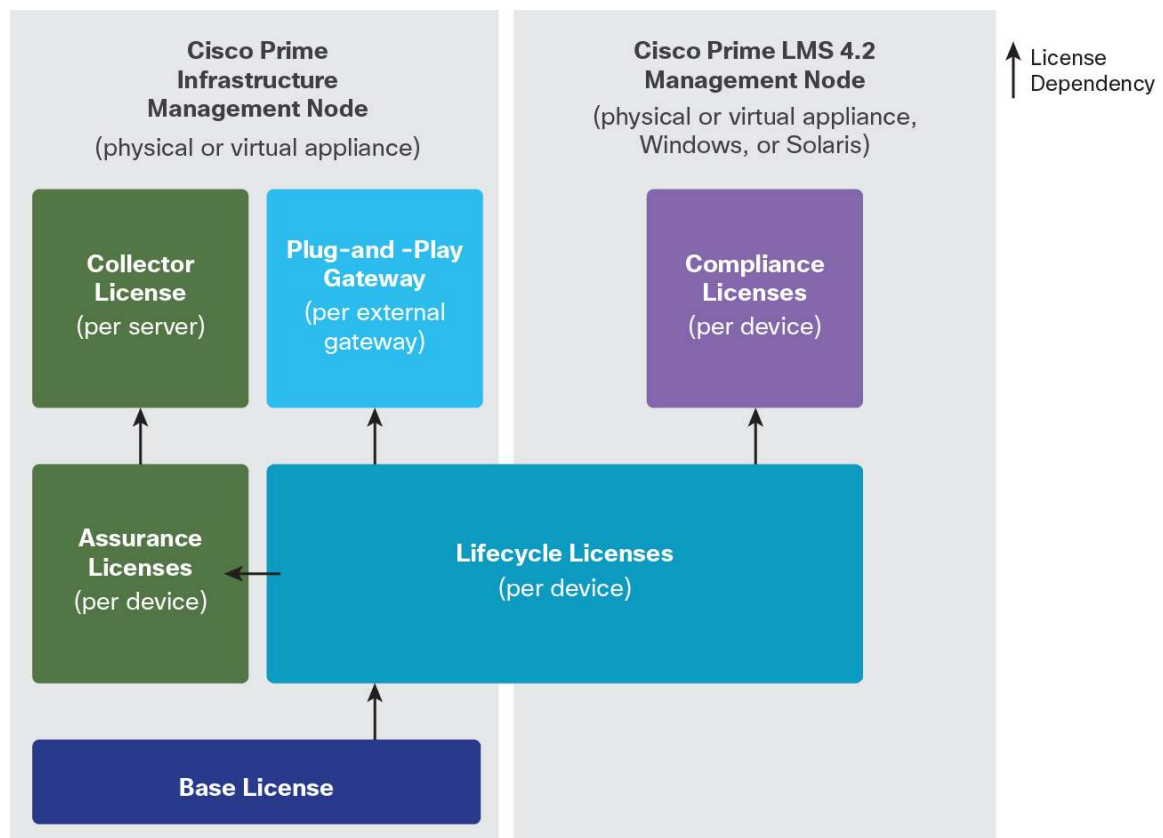 Cisco Prime
Infrastructure
Management Node
(physical or virtual appliance)
Cisco Prime LMS 4.2
Management Node
(physical or virtual appliance,
Windows, or Solaris)
License
Dependency
Collector
License
(per server)
Plug-and -Play
Gateway
(per external
gateway)
Compliance
Licenses
(per device)
Assurance
Licenses
(per device)
Lifecycle Licenses
(per device)
Base License